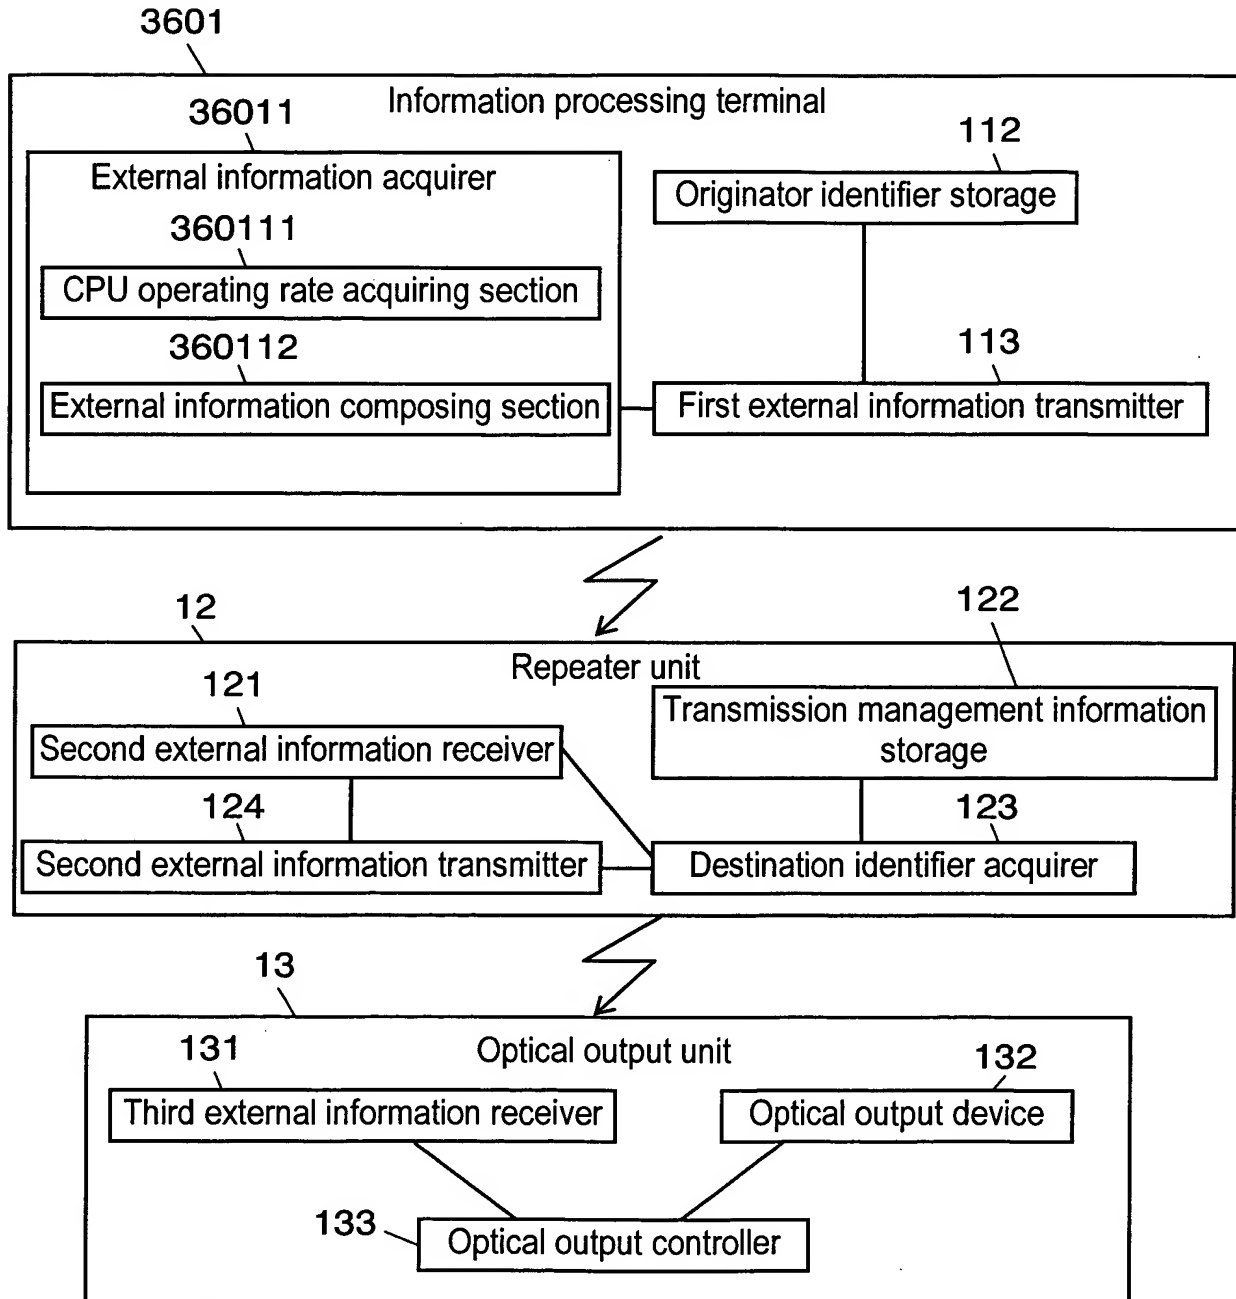 3601
Information processing terminal
36011
External information acquirer
112
Originator identifier storage
360111
CPU operating rate acquiring section
360112
External information composing section
113
First external information transmitter
12
Repeater unit
122
Transmission management information
storage
121
Second external information receiver
124
Second external information transmitter
123
Destination identifier acquirer
13
Optical output unit
131
Third external information receiver
132
Optical output device
133
Optical output controller